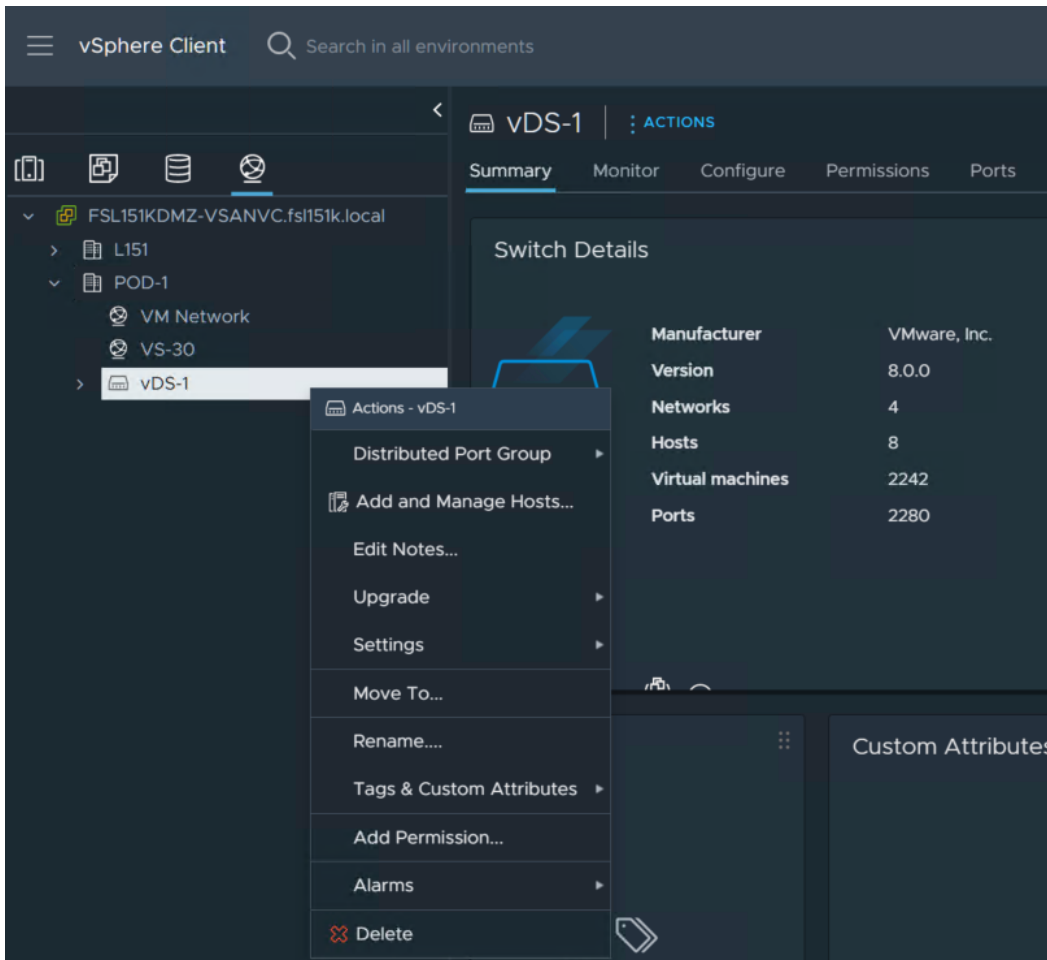 vSphere Client
Search in all environments
vDS-1
ACTIONS
Summary Monitor Configure Permissions Ports
FSL151KDMZ-VSANVC.fsl151k.local
L151
POD-1
VM Network
VS-30
vDS-1
Switch Details
Manufacturer VMware, Inc.
Version 8.0.0
Networks 4
Hosts 8
Virtual machines 2242
Ports 2280
Actions - vDS-1
Distributed Port Group
Add and Manage Hosts...
Edit Notes...
Upgrade
Settings
Move To...
Rename....
Tags & Custom Attributes
Add Permission...
Alarms
Delete
Custom Attributes